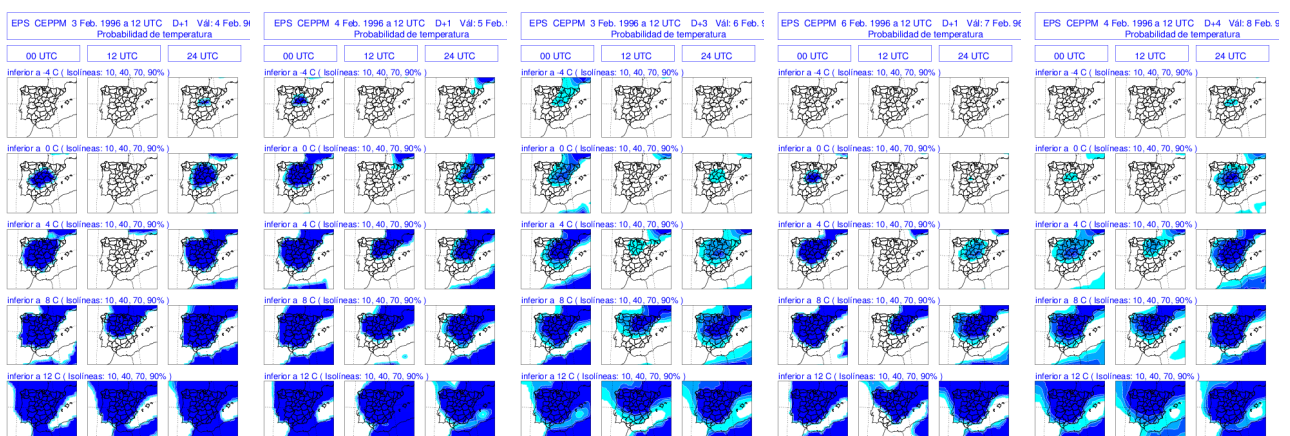 EPS CEPPM 3 Feb. 1996 a 12 UTC D+1 Vál: 4 Feb. 96
Probabilidad de temperatura
00 UTC 12 UTC 24 UTC
inferior a -4 C ( Isolíneas: 10, 40, 70, 90% )
inferior a 0 C ( Isolíneas: 10, 40, 70, 90% )
inferior a 4 C ( Isolíneas: 10, 40, 70, 90% )
inferior a 8 C ( Isolíneas: 10, 40, 70, 90% )
inferior a 12 C ( Isolíneas: 10, 40, 70, 90% )
EPS CEPPM 4 Feb. 1996 a 12 UTC D+1 Vál: 5 Feb.
Probabilidad de temperatura
00 UTC 12 UTC 24 UTC
inferior a -4 C ( Isolíneas: 10, 40, 70, 90% )
inferior a 0 C ( Isolíneas: 10, 40, 70, 90% )
inferior a 4 C ( Isolíneas: 10, 40, 70, 90% )
inferior a 8 C ( Isolíneas: 10, 40, 70, 90% )
inferior a 12 C ( Isolíneas: 10, 40, 70, 90% )
EPS CEPPM 3 Feb. 1996 a 12 UTC D+3 Vál: 6 Feb. 9
Probabilidad de temperatura
00 UTC 12 UTC 24 UTC
inferior a -4 C ( Isolíneas: 10, 40, 70, 90% )
inferior a 0 C ( Isolíneas: 10, 40, 70, 90% )
inferior a 4 C ( Isolíneas: 10, 40, 70, 90% )
inferior a 8 C ( Isolíneas: 10, 40, 70, 90% )
inferior a 12 C ( Isolíneas: 10, 40, 70, 90% )
EPS CEPPM 6 Feb. 1996 a 12 UTC D+1 Vál: 7 Feb. 96
Probabilidad de temperatura
00 UTC 12 UTC 24 UTC
inferior a -4 C ( Isolíneas: 10, 40, 70, 90% )
inferior a 0 C ( Isolíneas: 10, 40, 70, 90% )
inferior a 4 C ( Isolíneas: 10, 40, 70, 90% )
inferior a 8 C ( Isolíneas: 10, 40, 70, 90% )
inferior a 12 C ( Isolíneas: 10, 40, 70, 90% )
EPS CEPPM 4 Feb. 1996 a 12 UTC D+4 Vál: 8 Feb. 9
Probabilidad de temperatura
00 UTC 12 UTC 24 UTC
inferior a -4 C ( Isolíneas: 10, 40, 70, 90% )
inferior a 0 C ( Isolíneas: 10, 40, 70, 90% )
inferior a 4 C ( Isolíneas: 10, 40, 70, 90% )
inferior a 8 C ( Isolíneas: 10, 40, 70, 90% )
inferior a 12 C ( Isolíneas: 10, 40, 70, 90% )